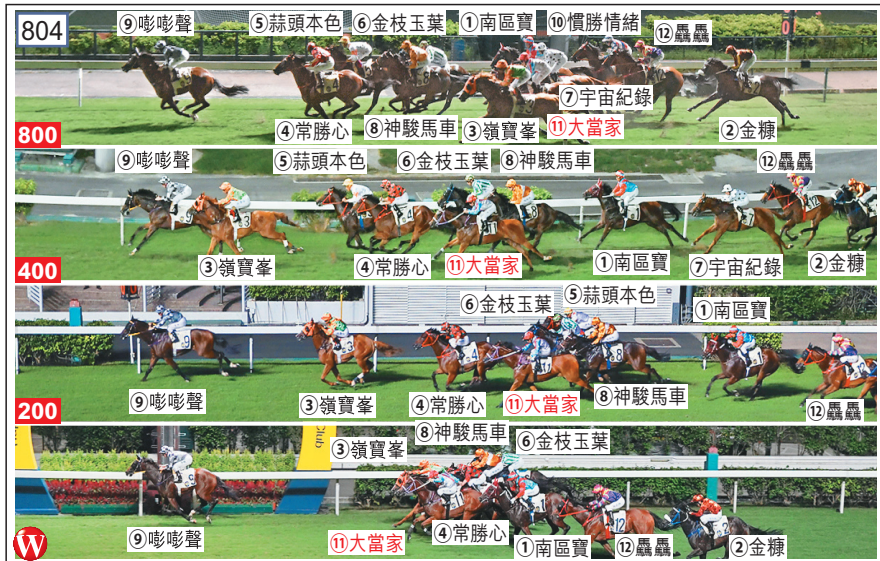 804
⑨嘭嘭聲 ⑤蒜頭本色 ⑥金枝玉葉 ①南區寶 ⑩慣勝情緒 ⑫驫驫
⑦宇宙紀錄
800 ④常勝心 ⑧神駿馬車 ③嶺寶峯 ⑪大當家 ②金糠
⑨嘭嘭聲 ⑤蒜頭本色 ⑥金枝玉葉 ⑧神駿馬車 ⑫驫驫
400 ③嶺寶峯 ④常勝心 ⑪大當家 ①南區寶 ⑦宇宙紀錄 ②金糠
⑥金枝玉葉 ⑤蒜頭本色 ①南區寶
200 ⑨嘭嘭聲 ③嶺寶峯 ④常勝心 ⑪大當家 ⑧神駿馬車 ⑫驫驫
③嶺寶峯 ⑧神駿馬車 ⑥金枝玉葉
Club
⑨嘭嘭聲 ⑪大當家 ④常勝心 ①南區寶 ⑫驫驫 ②金糠
W